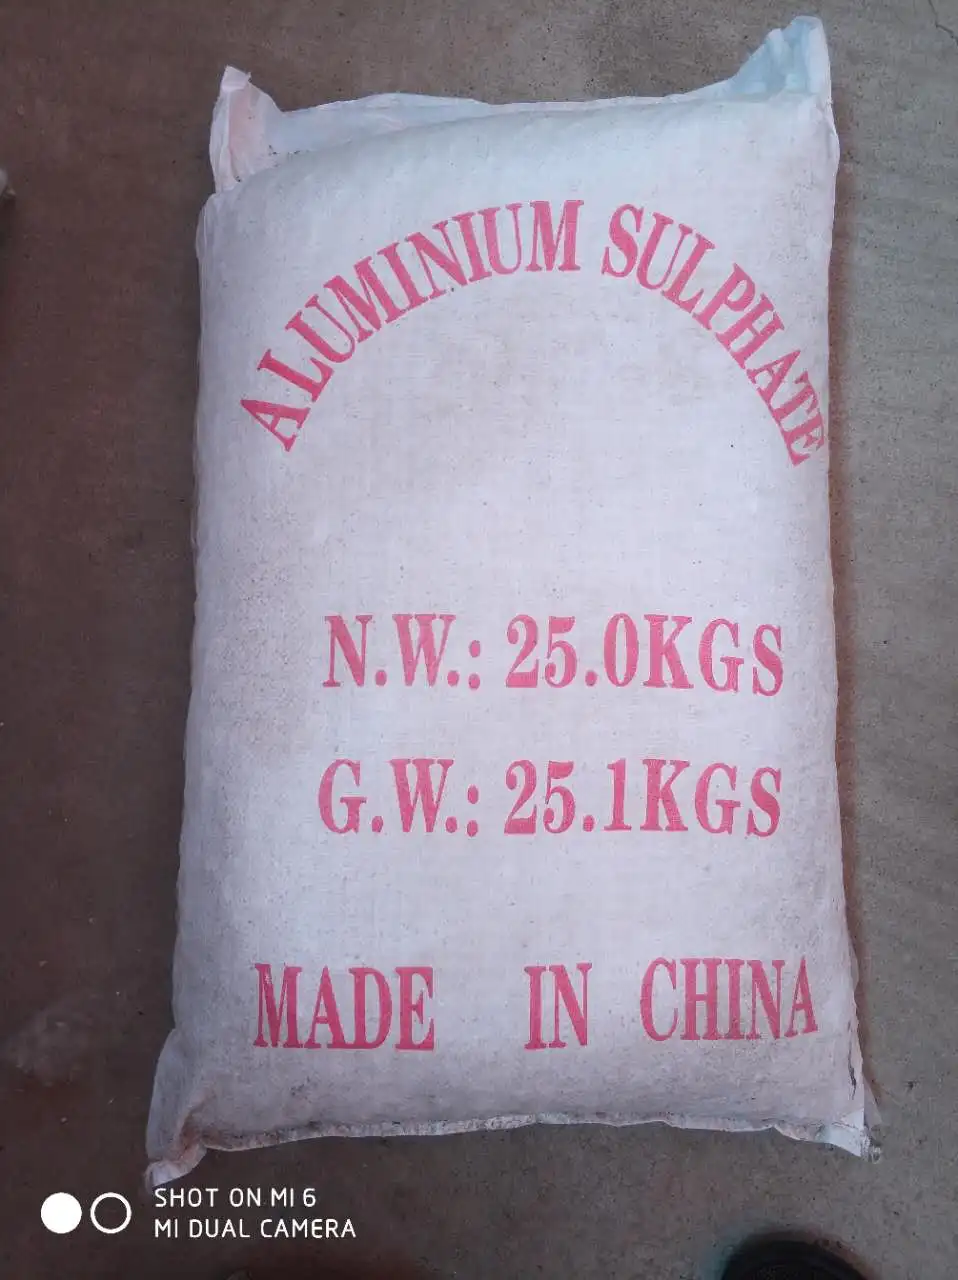 ALUMINIUM SULPHATE
N.W.: 25.0KGS
G.W.: 25.1KGS
MADE IN CHINA
SHOT ON MI 6
MI DUAL CAMERA